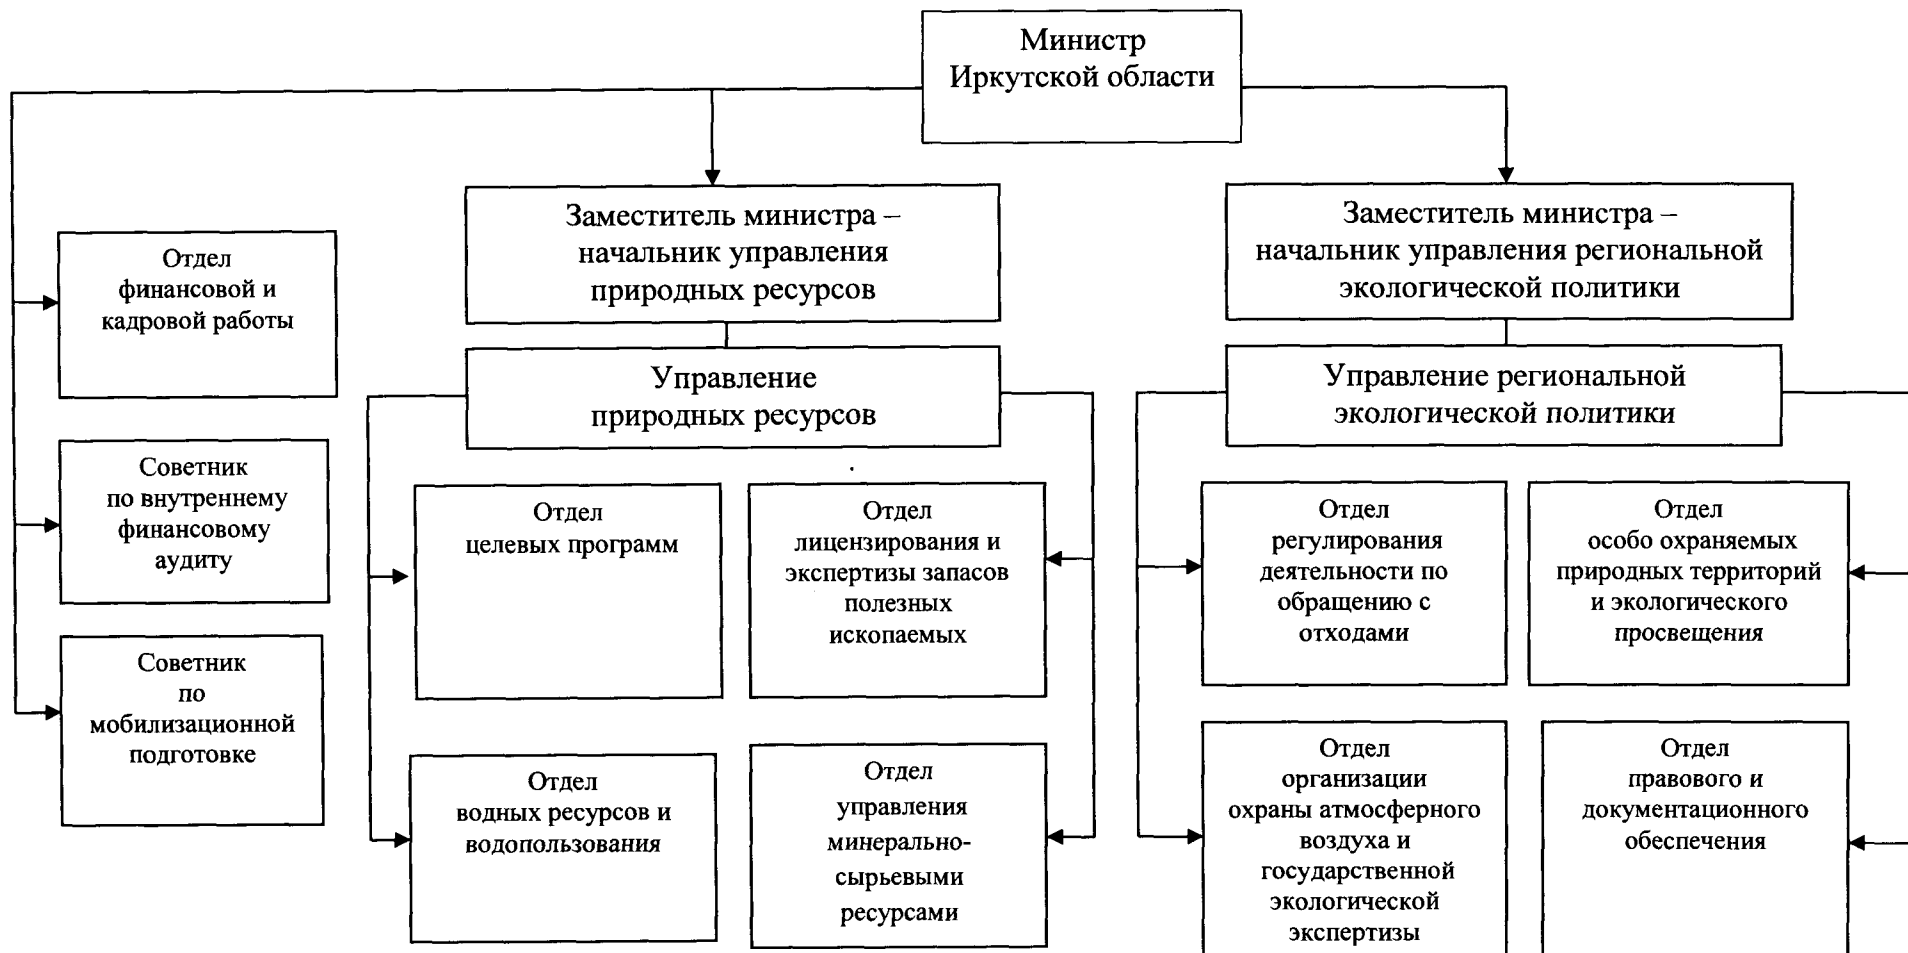 Министр
Иркутской области
Заместитель министра –
начальник управления
природных ресурсов
Заместитель министра –
начальник управления региональной
экологической политики
Отдел
финансовой и
кадровой работы
Управление
природных ресурсов
Управление региональной
экологической политики
Советник
по внутреннему
финансовому
аудиту
Отдел
целевых программ
Отдел
лицензирования и
экспертизы запасов
полезных
ископаемых
Отдел
регулирования
деятельности по
обращению с
отходами
Отдел
особо охраняемых
природных территорий
и экологического
просвещения
Советник
по
мобилизационной
подготовке
Отдел
водных ресурсов и
водопользования
Отдел
управления
минерально-
сырьевыми
ресурсами
Отдел
организации
охраны атмосферного
воздуха и
государственной
экологической
экспертизы
Отдел
правового и
документационного
обеспечения